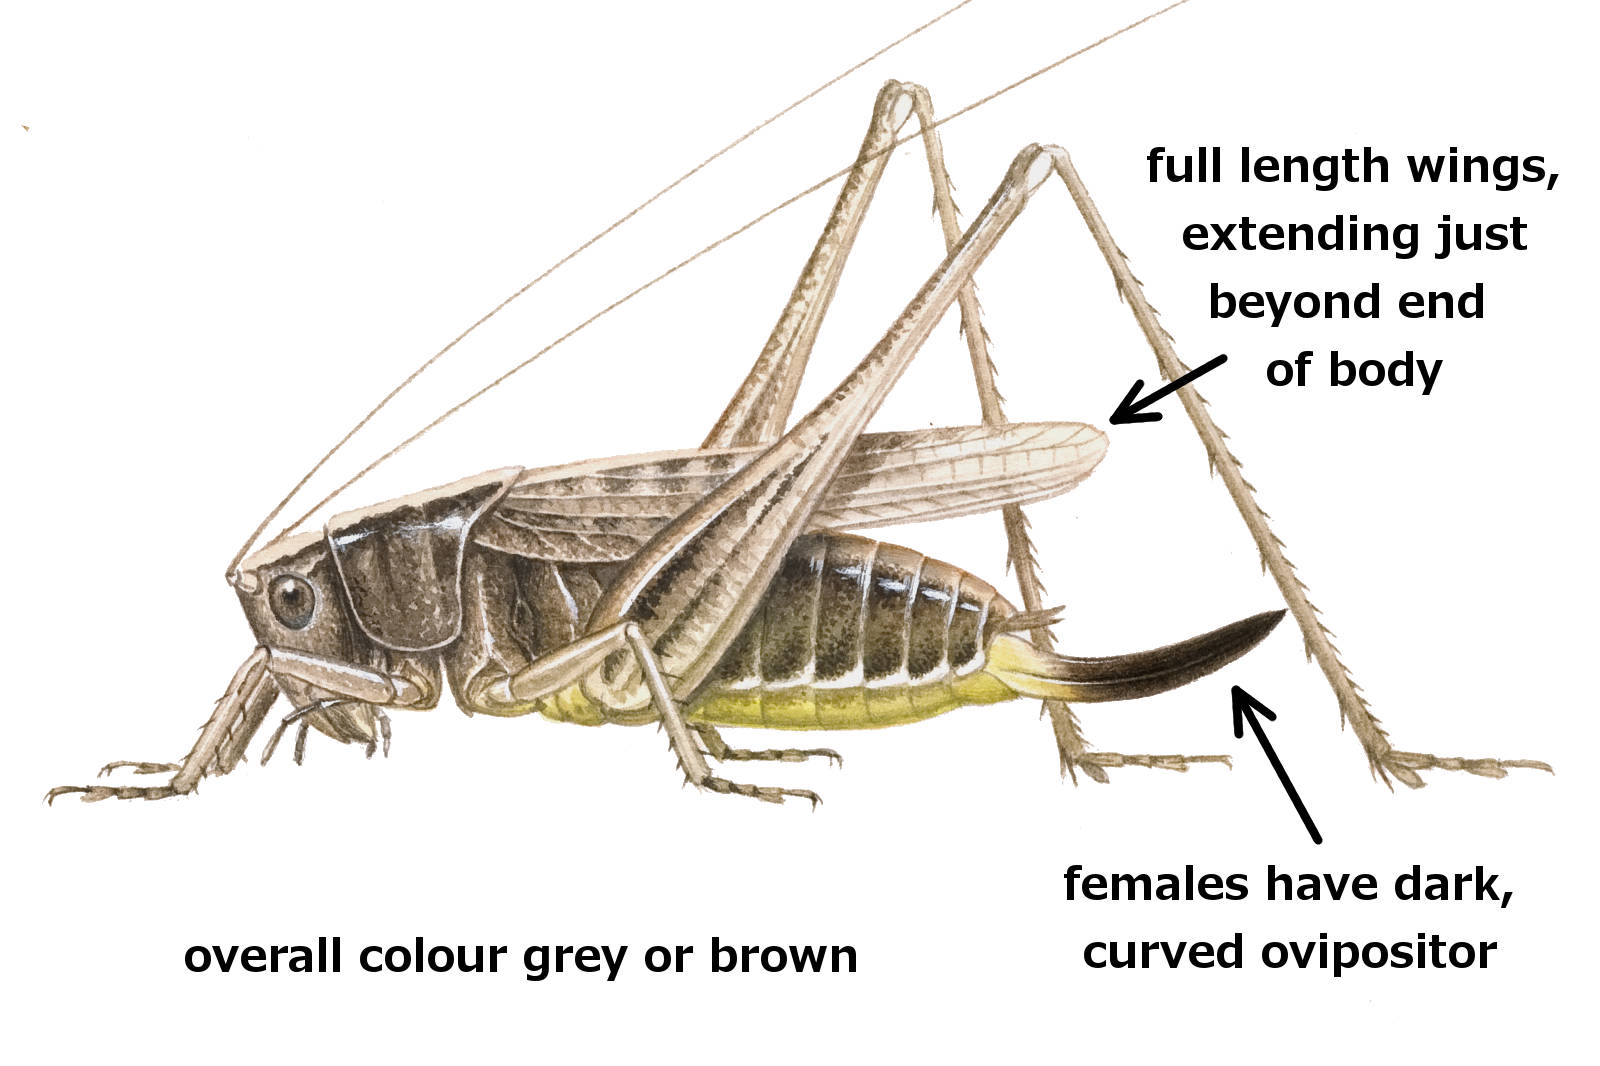 full length wings,
extending just
beyond end
of body
females have dark,
curved ovipositor
overall colour grey or brown